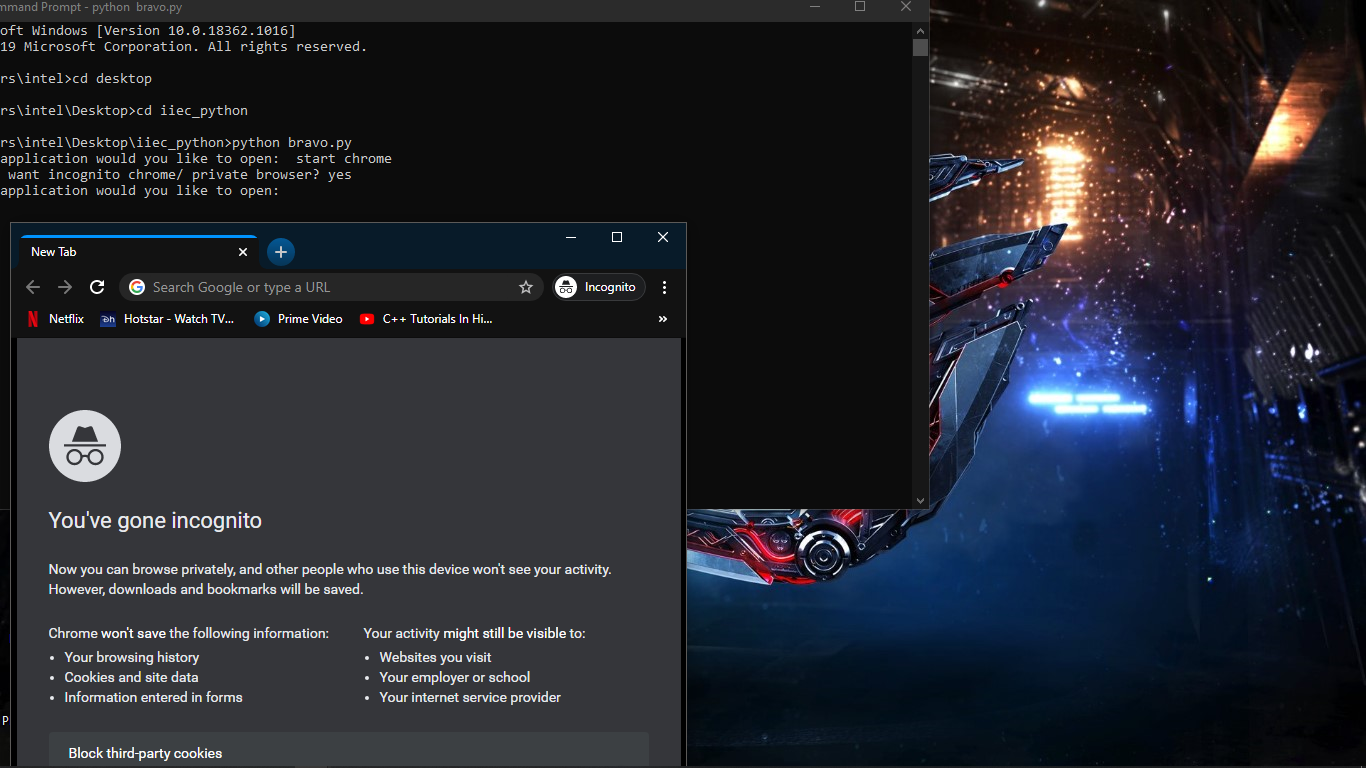 mmand Prompt - python bravo.py
oft Windows [Version 10.0.18362.1016]
19 Microsoft Corporation. All rights reserved.
rs\intel>cd desktop
rs\intel\Desktop>cd iiec_python
rs\intel\Desktop\iiec_python>python bravo.py
application would you like to open:  start chrome
want incognito chrome/ private browser? yes
application would you like to open:
New Tab
Search Google or type a URL
Incognito
Netflix
Hotstar - Watch TV...
Prime Video
C++ Tutorials In Hi...
You've gone incognito
Now you can browse privately, and other people who use this device won't see your activity.
However, downloads and bookmarks will be saved.
Chrome won't save the following information:
• Your browsing history
• Cookies and site data
• Information entered in forms
Your activity might still be visible to:
• Websites you visit
• Your employer or school
• Your internet service provider
P
Block third-party cookies